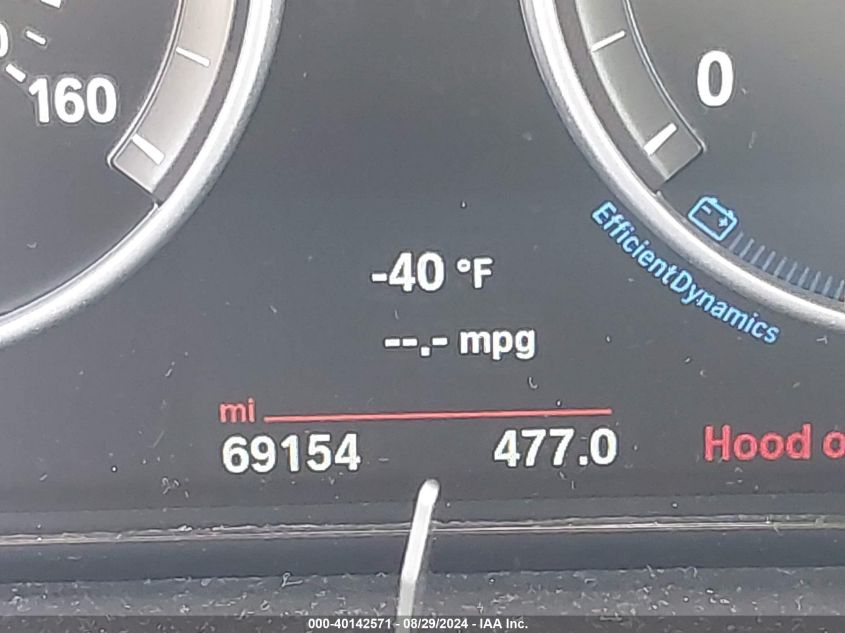 160
0
EfficientDynamics
-40 °F
--.- mpg
mi
69154 477.0
Hood o
000-40142571 - 08/29/2024 - IAA Inc.